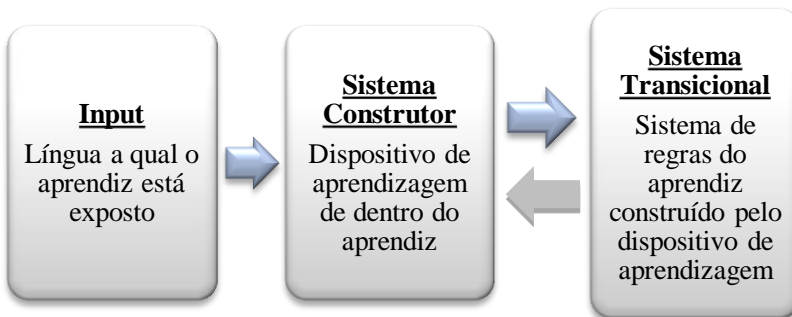 Input
Língua a qual o
aprendiz está
exposto
Sistema
Construtor
Dispositivo de
aprendizagem
de dentro do
aprendiz
Sistema
Transicional
Sistema de
regras do
aprendiz
construído pelo
dispositivo de
aprendizagem